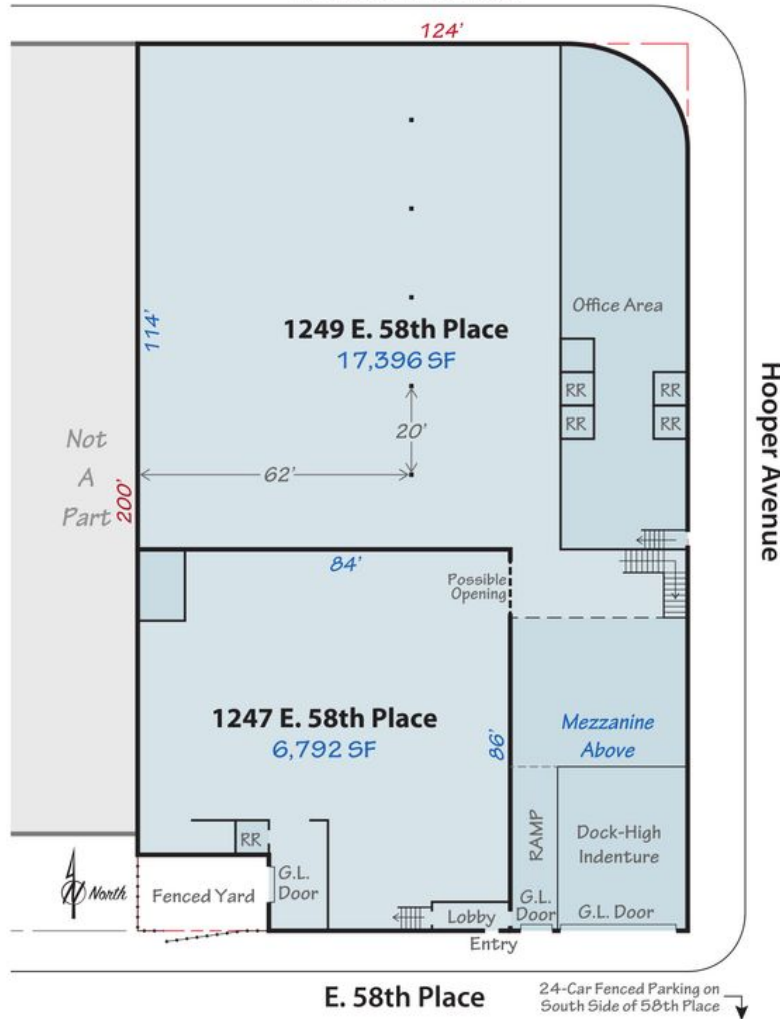 124'
Office Area
114'
1249 E. 58th Place
17,396 SF
RR
RR
RR
RR
20'
62'
Not
A
Part
200'
Hooper Avenue
84'
Possible
Opening
1247 E. 58th Place
6,792 SF
86'
Mezzanine
Above
RAMP
Dock-High
Indenture
RR
G.L.
Door
N North
Fenced Yard
Lobby
G.L.
Door
G.L. Door
Entry
E. 58th Place
24-Car Fenced Parking on
South Side of 58th Place